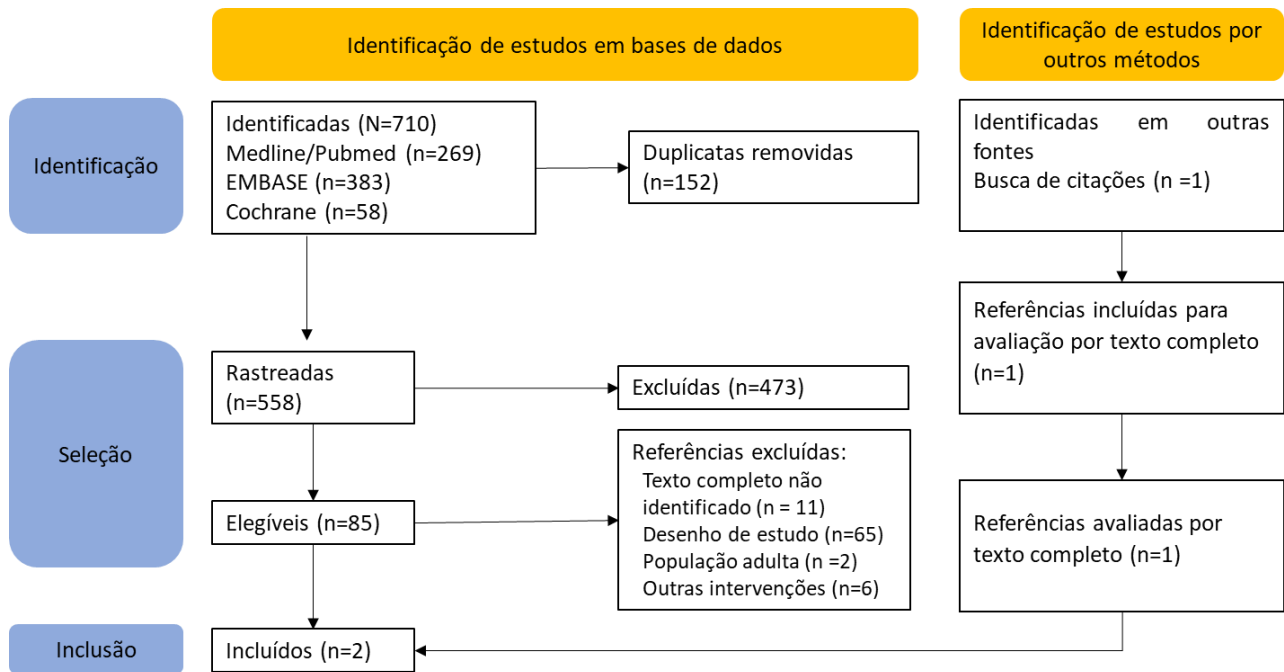 Identificação de estudos em bases de dados
Identificação de estudos por
outros métodos
Identificação
Identificadas (N=710)
Medline/Pubmed (n=269)
EMBASE (n=383)
Cochrane (n=58)
Duplicatas removidas
(n=152)
Identificadas em outras
fontes
Busca de citações (n =1)
Referências incluídas para
avaliação por texto completo
(n=1)
Seleção
Rastreadas
(n=558)
Excluídas (n=473)
Elegíveis (n=85)
Referências excluídas:
Texto completo não
identificado (n = 11)
Desenho de estudo (n=65)
População adulta (n =2)
Outras intervenções (n=6)
Referências avaliadas por
texto completo (n=1)
Inclusão
Incluídos (n=2)